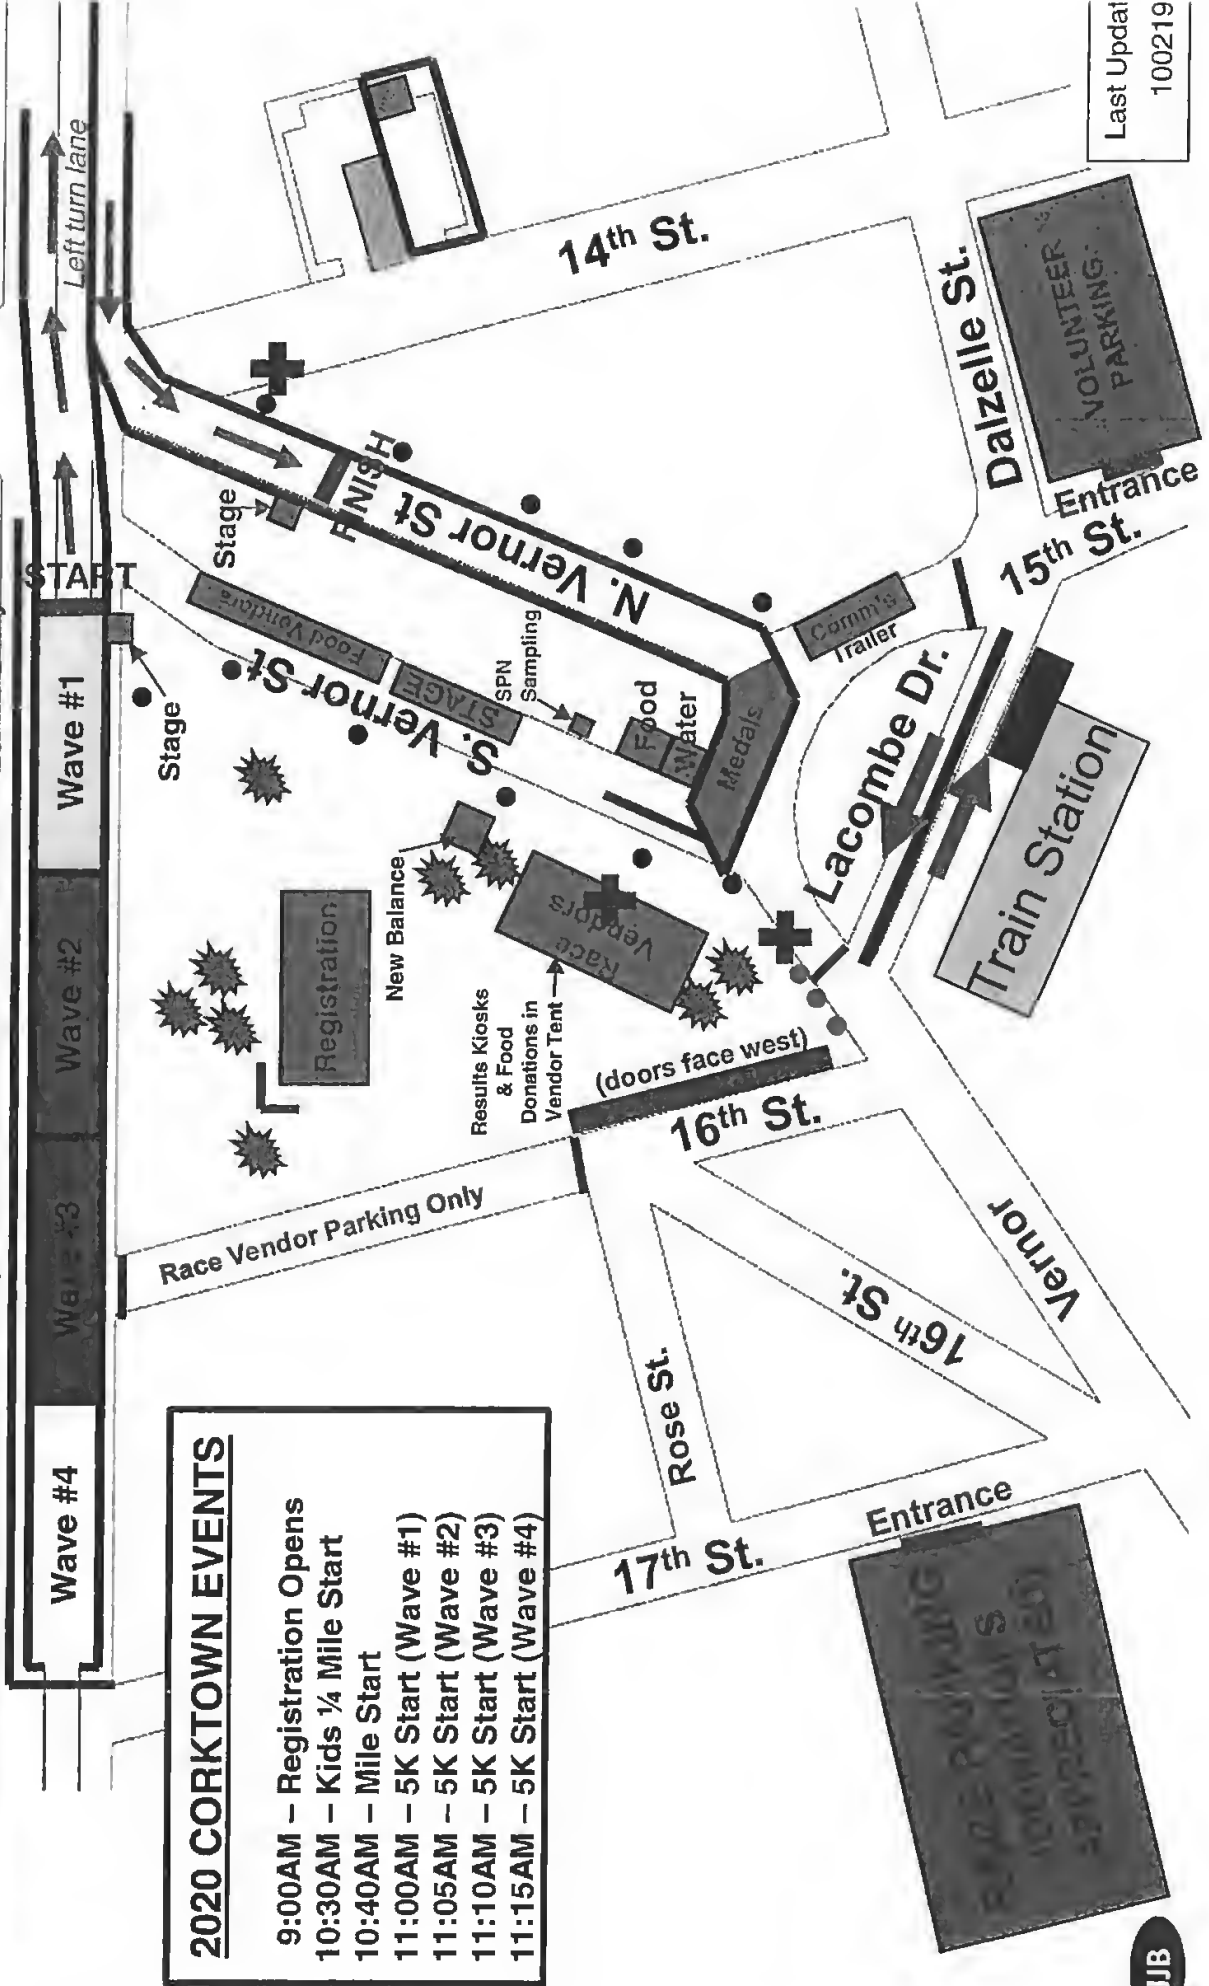 Last Updat
100219
Left turn lane
14th St.
VOLUNTEER
PARKING
Dalzelle St.
Entrance
15th St.
START
FINISH
Stage
N. Vernor St
Food Vendors
S. Vernor St
STAGE
SPN
Sampling
Food
Water
Medals
Comm's
Trailer
Lacombe Dr.
Train Station
Wave #1
Stage
Wave #2
Wave #3
Wave #4
New Balance
Registration
Race
Vendors
Results Kiosks
& Food
Donations in
Vendor Tent
(doors face west)
16th St.
Race Vendor Parking Only
Vernor
16th St.
Rose St.
17th St.
Entrance
2020 CORKTOWN EVENTS
9:00AM – Registration Opens
10:30AM – Kids ¼ Mile Start
10:40AM – Mile Start
11:00AM – 5K Start (Wave #1)
11:05AM – 5K Start (Wave #2)
11:10AM – 5K Start (Wave #3)
11:15AM – 5K Start (Wave #4)
RACE PARKING
JB